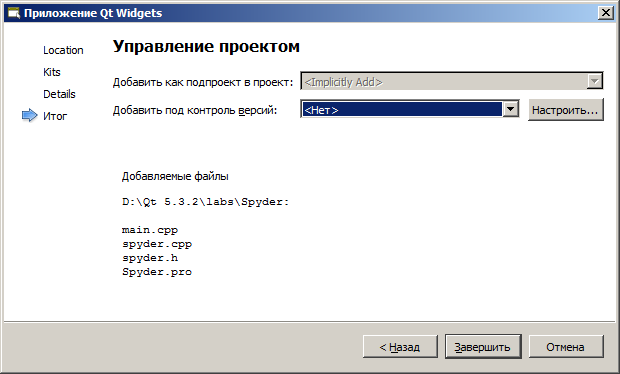 Приложение Qt Widgets
Location
Kits
Details
Итог
Управление проектом
Добавить как подпроект в проект: <Implicitly Add>
Добавить под контроль версий: <Нет> Настроить...
Добавляемые файлы
D:\Qt 5.3.2\labs\Spyder:
main.cpp
spyder.cpp
spyder.h
Spyder.pro
< Назад Завершить Отмена